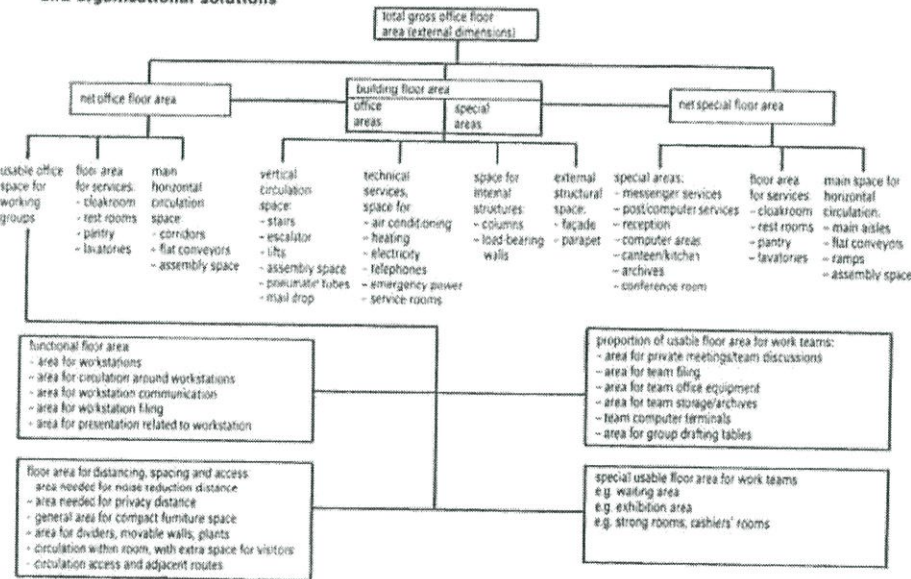 and organisational solutions
total gross office floor
area (external dimensions)
net office floor area
building floor area
office
areas
special
areas
net special floor area
usable office
space for
working
groups
floor area
for services:
- cloakroom
- rest rooms
- pantry
- lavatories
main
horizontal
circulation
space:
- corridors
- flat conveyors
- assembly space
vertical
circulation
space:
- stairs
- escalator
- lifts
- assembly space
- pneumatic tubes
- mail drop
technical
services,
space for
- air conditioning
- heating
- electricity
- telephones
- emergency power
- service rooms
space for
internal
structures:
- columns
- load-bearing
walls
external
structural
space:
- façade
- parapet
special areas:
- messenger services
- post/computer services
- reception
- computer areas
- canteen/kitchen
- archives
- conference room
floor area
for services:
- cloakroom
- rest rooms
- pantry
- lavatories
main space for
horizontal
circulation:
- main aisles
- flat conveyors
- ramps
- assembly space
functional floor area
- area for workstations
- area for circulation around workstations
- area for workstation communication
- area for workstation filing
- area for presentation related to workstation
proportion of usable floor area for work teams:
- area for private meetings/team discussions
- area for team filing
- area for team office equipment
- area for team storage/archives
- team computer terminals
- area for group drafting tables
floor area for distancing, spacing and access
area needed for noise reduction distance
- area needed for privacy distance
- general area for compact furniture space
- area for dividers, movable walls, plants
- circulation within room, with extra space for visitors
- circulation access and adjacent routes
special usable floor area for work teams
e.g. waiting area
e.g. exhibition area
e.g. strong rooms, cashiers' rooms